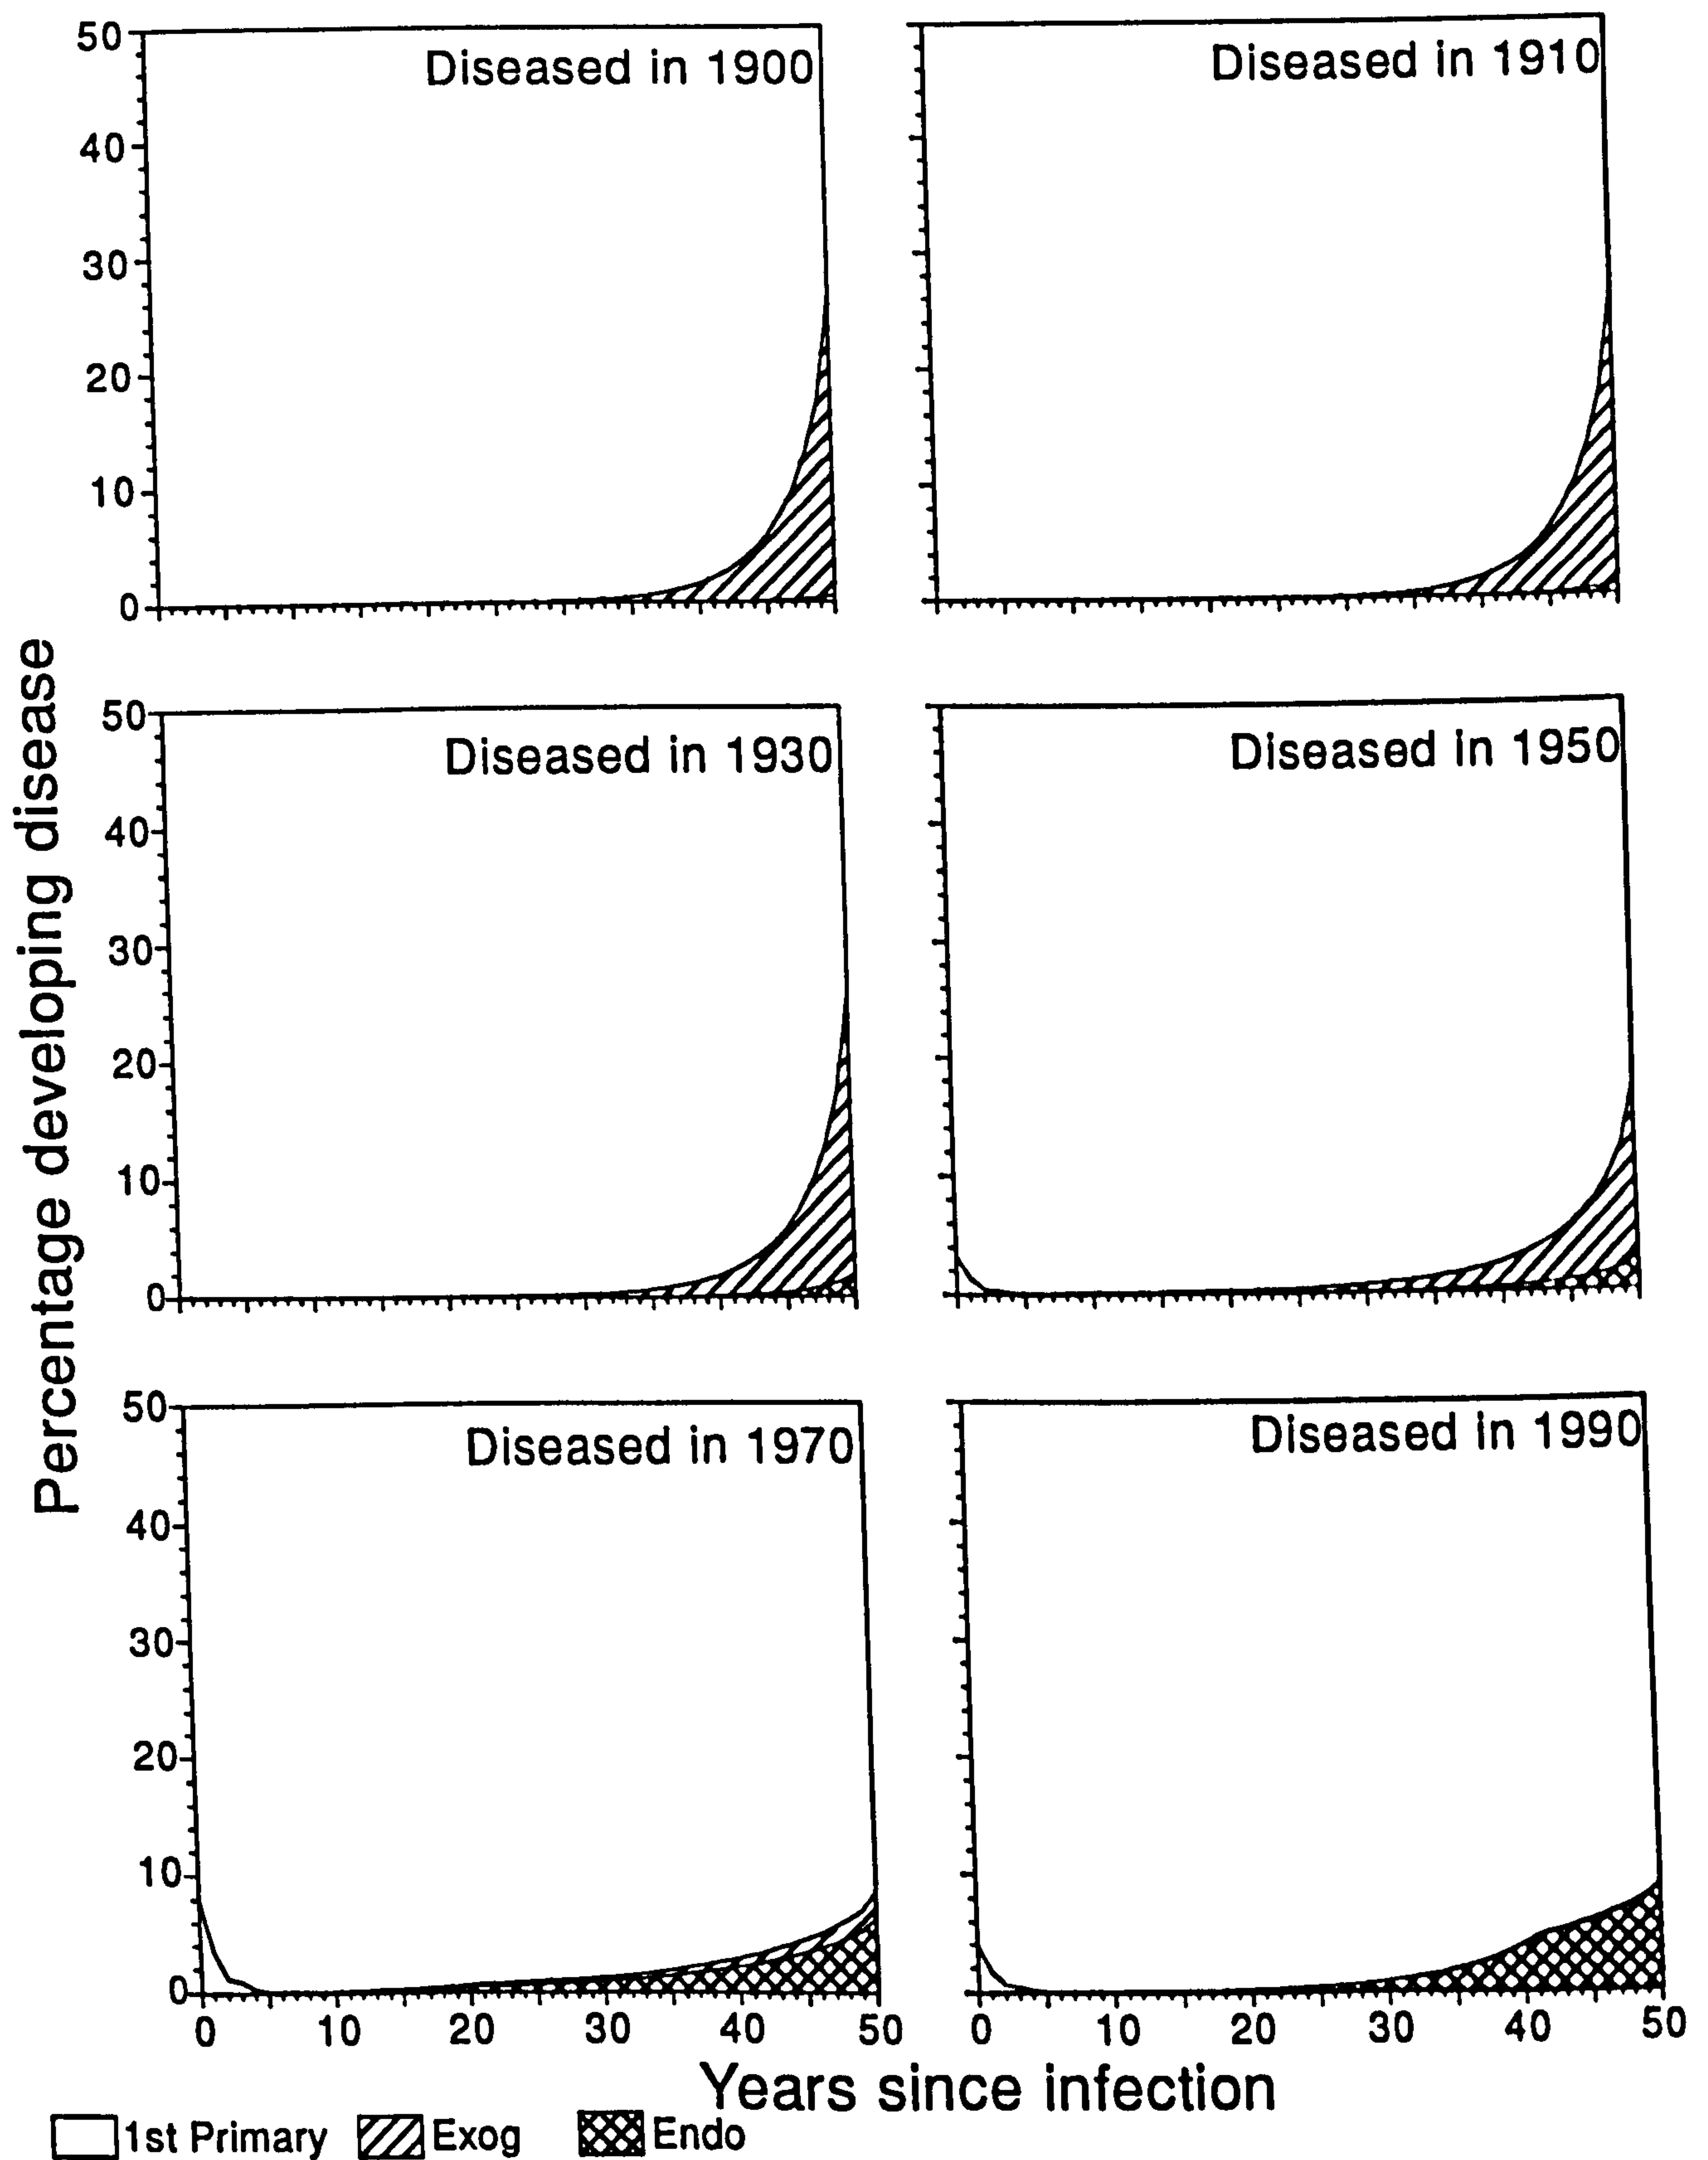 Percentage developing disease
Diseased in 1900
50
40
30
20
10
0
Diseased in 1910
Diseased in 1930
50
40
30
20
10
0
Diseased in 1950
Diseased in 1970
50
40
30
20
10
0
0 10 20 30 40 50
Diseased in 1990
0 10 20 30 40 50
Years since infection
1st Primary Exog Endo